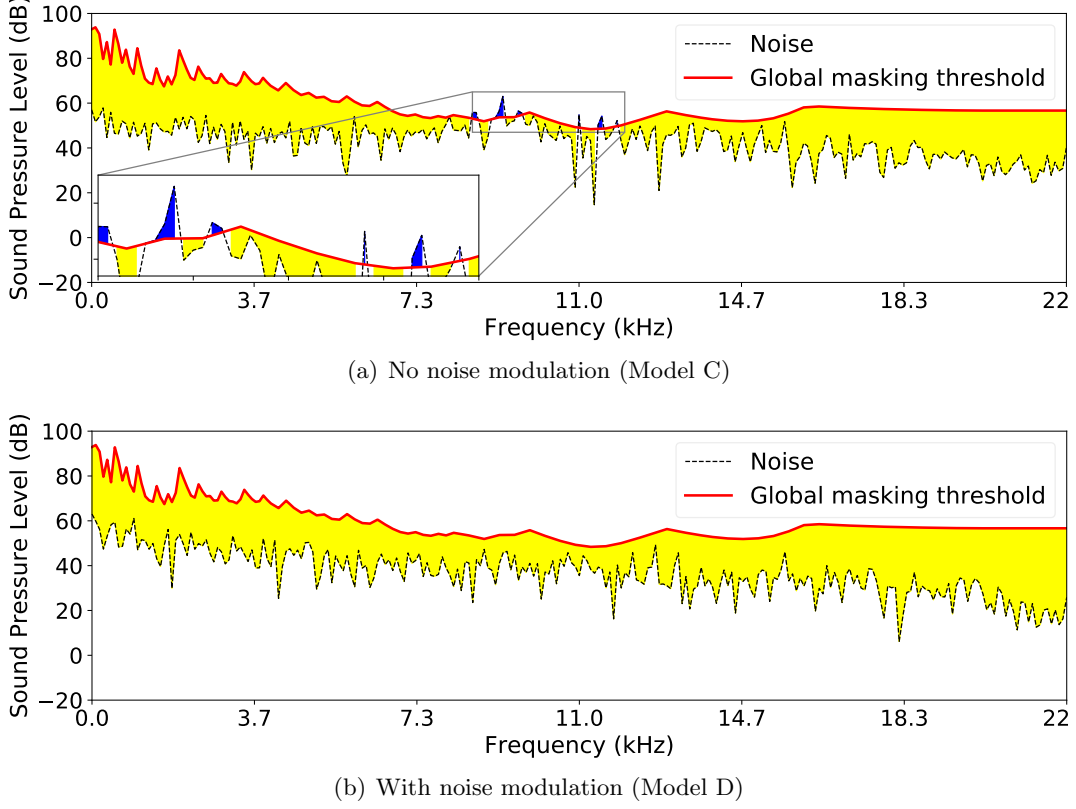 100
80
60
40
20
0
−20
Sound Pressure Level (dB)
Noise
Global masking threshold
0.0 3.7 7.3 11.0 14.7 18.3 22
Frequency (kHz)
(a) No noise modulation (Model C)
100
80
60
40
20
0
−20
Sound Pressure Level (dB)
Noise
Global masking threshold
0.0 3.7 7.3 11.0 14.7 18.3 22
Frequency (kHz)
(b) With noise modulation (Model D)